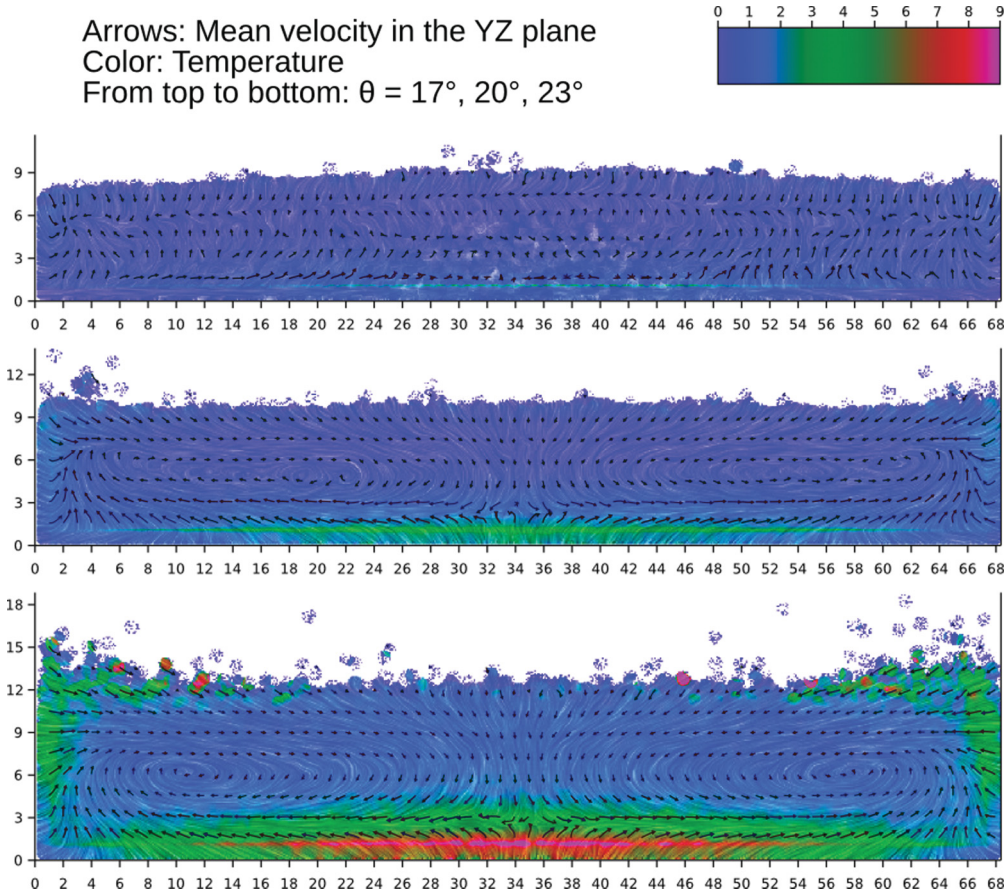 0 1 2 3 4 5 6 7 8 9
Arrows: Mean velocity in the YZ plane
Color: Temperature
From top to bottom: θ = 17°, 20°, 23°
9
6
3
0
0 2 4 6 8 10 12 14 16 18 20 22 24 26 28 30 32 34 36 38 40 42 44 46 48 50 52 54 56 58 60 62 64 66 68
12
9
6
3
0
0 2 4 6 8 10 12 14 16 18 20 22 24 26 28 30 32 34 36 38 40 42 44 46 48 50 52 54 56 58 60 62 64 66 68
18
15
12
9
6
3
0
0 2 4 6 8 10 12 14 16 18 20 22 24 26 28 30 32 34 36 38 40 42 44 46 48 50 52 54 56 58 60 62 64 66 68